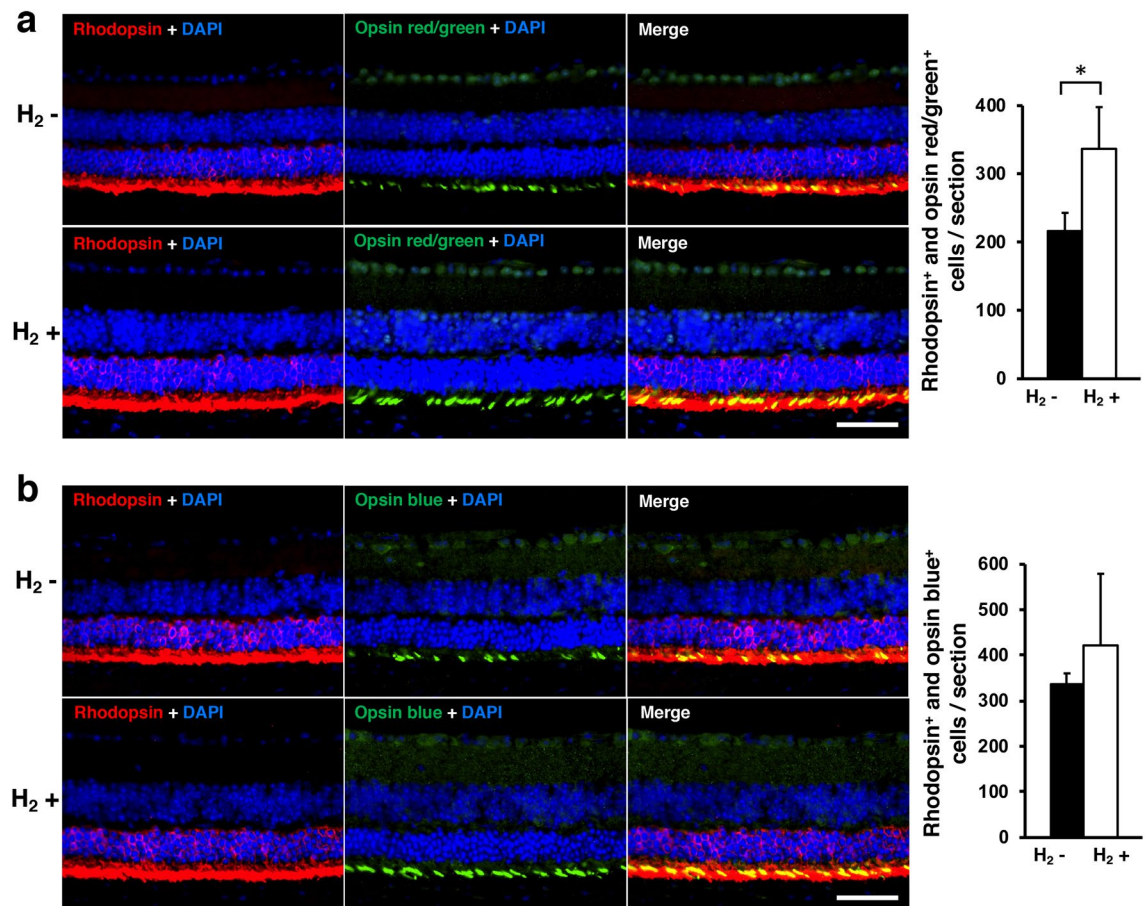 a
Rhodopsin + DAPI
Opsin red/green + DAPI
Merge
H₂ -
Rhodopsin + DAPI
Opsin red/green + DAPI
Merge
H₂ +
Rhodopsin⁺ and opsin red/green⁺
cells / section
*
400
300
200
100
0
H₂ -
H₂ +
b
Rhodopsin + DAPI
Opsin blue + DAPI
Merge
H₂ -
Rhodopsin + DAPI
Opsin blue + DAPI
Merge
H₂ +
Rhodopsin⁺ and opsin blue⁺
cells / section
600
500
400
300
200
100
0
H₂ -
H₂ +